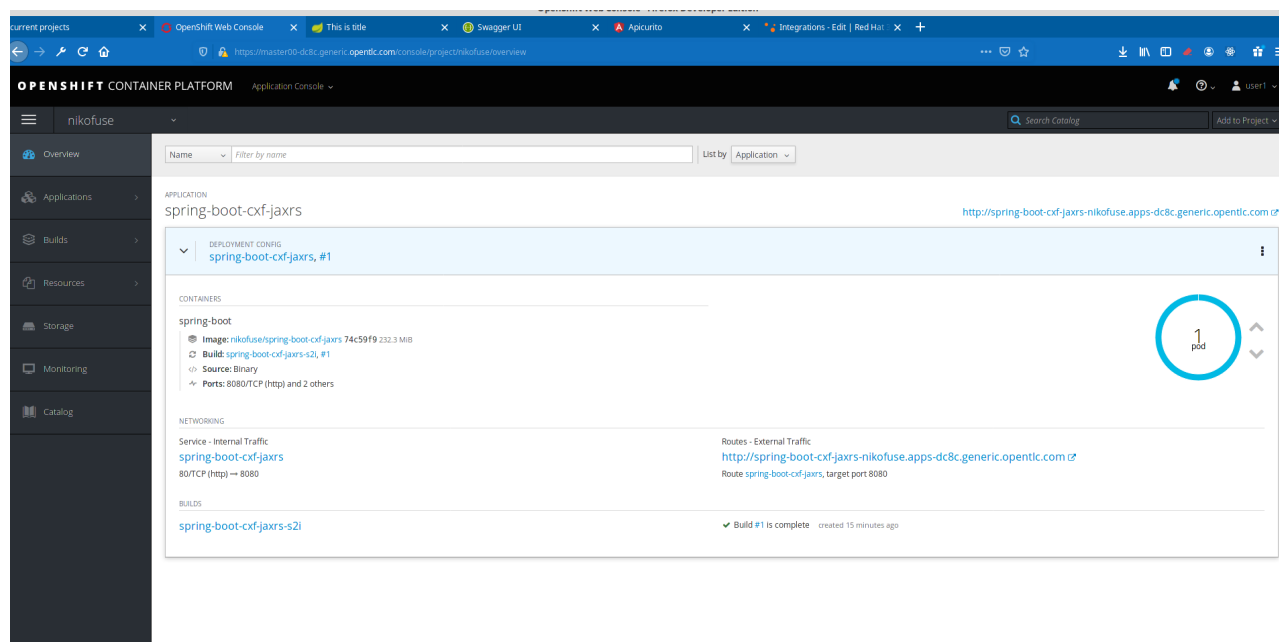 OpenShift Web Console - Firefox Developer Edition
current projects
OpenShift Web Console
This is title
Swagger UI
Apicurito
Integrations - Edit | Red Hat
https://master00-dc8c.generic.opentlc.com/console/project/nikofuse/overview
OPENSHIFT CONTAINER PLATFORM Application Console
user1
nikofuse
Search Catalog
Add to Project
Overview
Name
Filter by name
List by Application
Applications
Builds
Resources
Storage
Monitoring
Catalog
APPLICATION
spring-boot-cxf-jaxrs
http://spring-boot-cxf-jaxrs-nikofuse.apps-dc8c.generic.opentlc.com
DEPLOYMENT CONFIG
spring-boot-cxf-jaxrs, #1
CONTAINERS
spring-boot
Image: nikofuse/spring-boot-cxf-jaxrs 74c59f9 232.3 MiB
Build: spring-boot-cxf-jaxrs-s2i, #1
Source: Binary
Ports: 8080/TCP (http) and 2 others
1
pod
NETWORKING
Service - Internal Traffic
spring-boot-cxf-jaxrs
80/TCP (http) → 8080
Routes - External Traffic
http://spring-boot-cxf-jaxrs-nikofuse.apps-dc8c.generic.opentlc.com
Route spring-boot-cxf-jaxrs, target port 8080
BUILDS
spring-boot-cxf-jaxrs-s2i
Build #1 is complete created 15 minutes ago